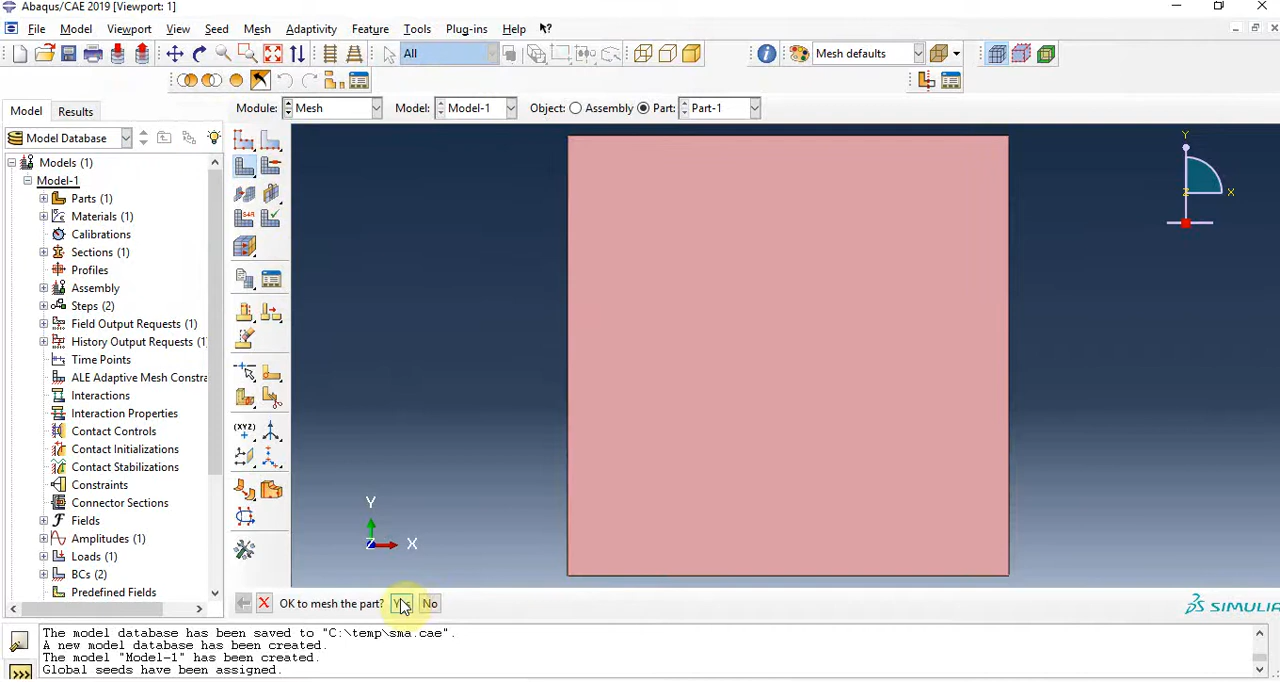 Abaqus/CAE 2019 [Viewport: 1]
File Model Viewport View Seed Mesh Adaptivity Feature Tools Plug-ins Help
All
Mesh defaults
Model Results
Module: Mesh Model: Model-1 Object: Assembly Part: Part-1
Model Database
Models (1)
Model-1
Parts (1)
Materials (1)
Calibrations
Sections (1)
Profiles
Assembly
Steps (2)
Field Output Requests (1)
History Output Requests (1)
Time Points
ALE Adaptive Mesh Constra
Interactions
Interaction Properties
Contact Controls
Contact Initializations
Contact Stabilizations
Constraints
Connector Sections
Fields
Amplitudes (1)
Loads (1)
BCs (2)
Predefined Fields
S+R
(XYZ)
Y
X
Z
Y
X
Z
OK to mesh the part? Yes No
SIMULIA
The model database has been saved to "C:\temp\sma.cae".
A new model database has been created.
The model "Model-1" has been created.
Global seeds have been assigned.
>>>